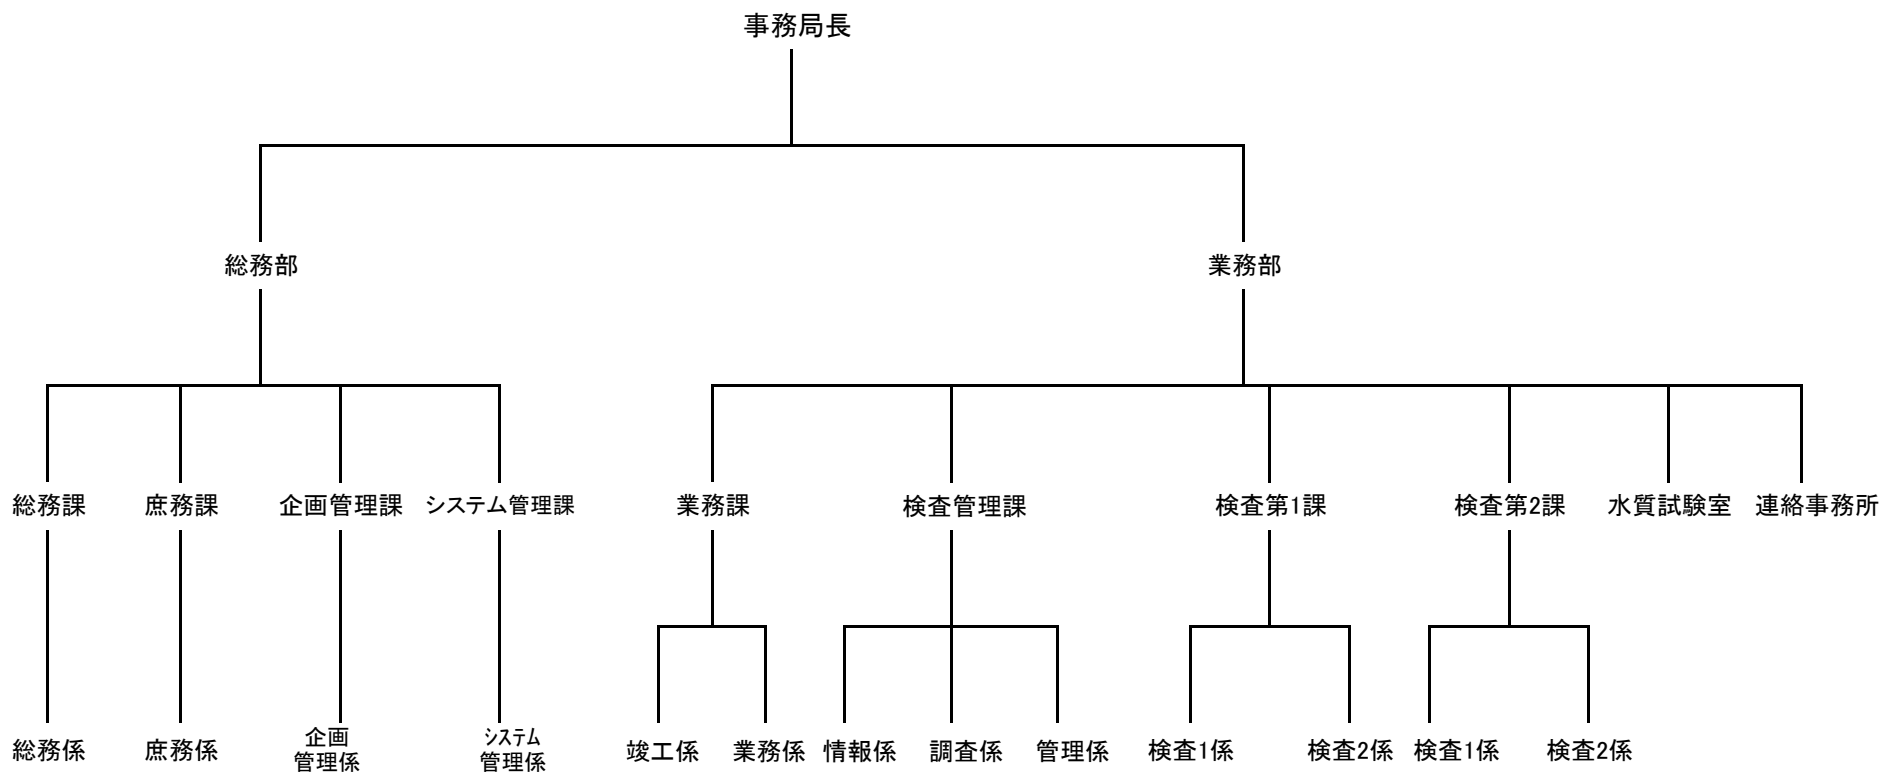 事務局長
総務部
業務部
総務課
庶務課
企画管理課
システム管理課
業務課
検査管理課
検査第1課
検査第2課
水質試験室
連絡事務所
総務係
庶務係
企画
管理係
システム
管理係
竣工係
業務係
情報係
調査係
管理係
検査1係
検査2係
検査1係
検査2係